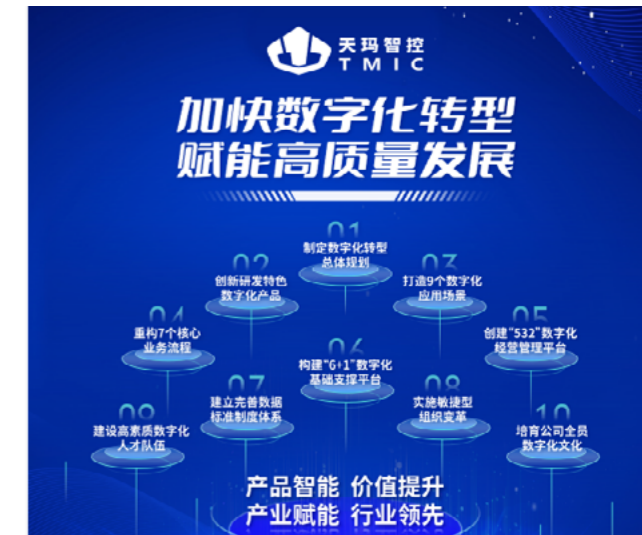 天玛智控
TMIC
加快数字化转型
赋能高质量发展
01
制定数字化转型
总体规划
02
创新研发特色
数字化产品
03
打造9个数字化
应用场景
04
重构7个核心
业务流程
05
创建“532”数字化
经营管理平台
06
构建“6+1”数字化
基础支撑平台
07
建立完善数据
标准制度体系
08
实施敏捷型
组织变革
09
建设高素质数字化
人才队伍
10
培育公司全员
数字化文化
产品智能 价值提升
产业赋能 行业领先